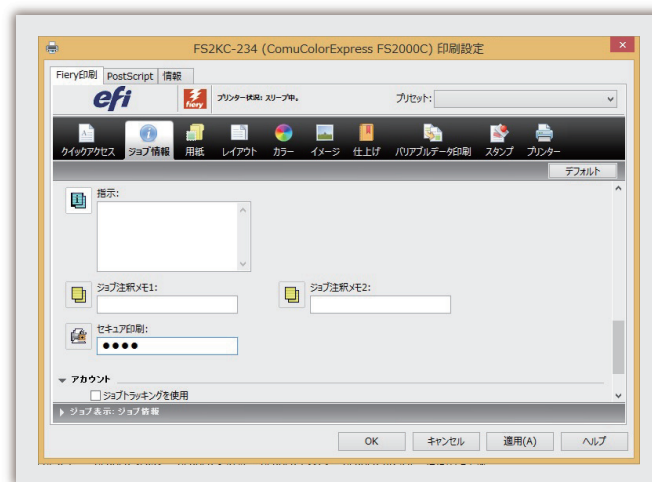 FS2KC-234 (ComuColorExpress FS2000C) 印刷設定
Fiery印刷 PostScript 情報
efi fiery プリンター状況: スリープ中。 プリセット:
クイックアクセス ジョブ情報 用紙 レイアウト カラー イメージ 仕上げ バリアブルデータ印刷 スタンプ プリンター
デフォルト
指示:
ジョブ注釈メモ1: ジョブ注釈メモ2:
セキュア印刷:
●●●●
アカウント
ジョブトラッキングを使用
ジョブ表示: ジョブ情報
OK キャンセル 適用(A) ヘルプ